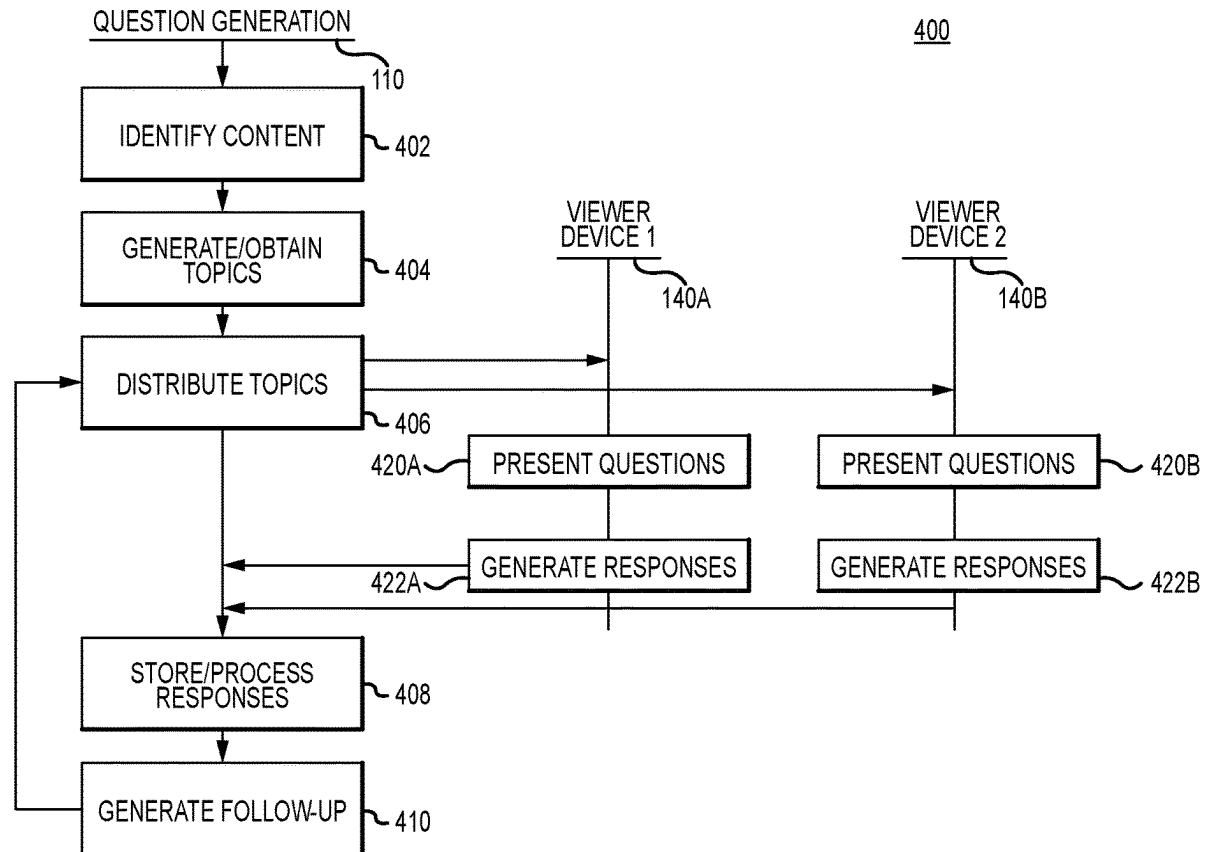 QUESTION GENERATION
400
110
IDENTIFY CONTENT
402
GENERATE/OBTAIN
TOPICS
404
VIEWER
DEVICE 1
140A
VIEWER
DEVICE 2
140B
DISTRIBUTE TOPICS
406
420A
PRESENT QUESTIONS
PRESENT QUESTIONS
420B
422A
GENERATE RESPONSES
GENERATE RESPONSES
422B
STORE/PROCESS
RESPONSES
408
GENERATE FOLLOW-UP
410